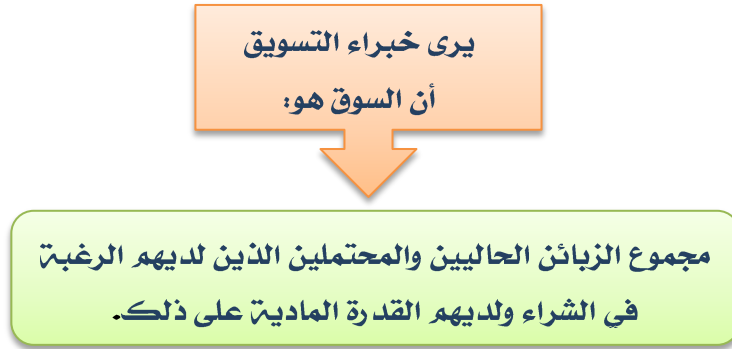 يرى خبراء التسويق
أن السوق هو:
مجموع الزبائن الحاليين والمحتملين الذين لديهم الرغبة
في الشراء ولديهم القدرة المادية على ذلك.